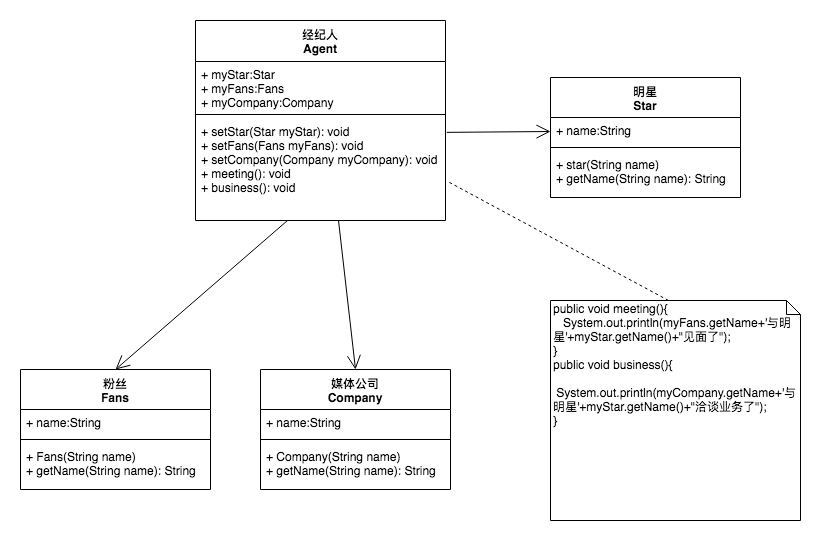 经纪人
Agent
+ myStar:Star
+ myFans:Fans
+ myCompany:Company
+ setStar(Star myStar): void
+ setFans(Fans myFans): void
+ setCompany(Company myCompany): void
+ meeting(): void
+ business(): void
明星
Star
+ name:String
+ star(String name)
+ getName(String name): String
粉丝
Fans
+ name:String
+ Fans(String name)
+ getName(String name): String
媒体公司
Company
+ name:String
+ Company(String name)
+ getName(String name): String
public void meeting(){
System.out.println(myFans.getName+'与明
星'+myStar.getName()+"见面了");
}
public void business(){
System.out.println(myCompany.getName+'与
明星'+myStar.getName()+"洽谈业务了");
}